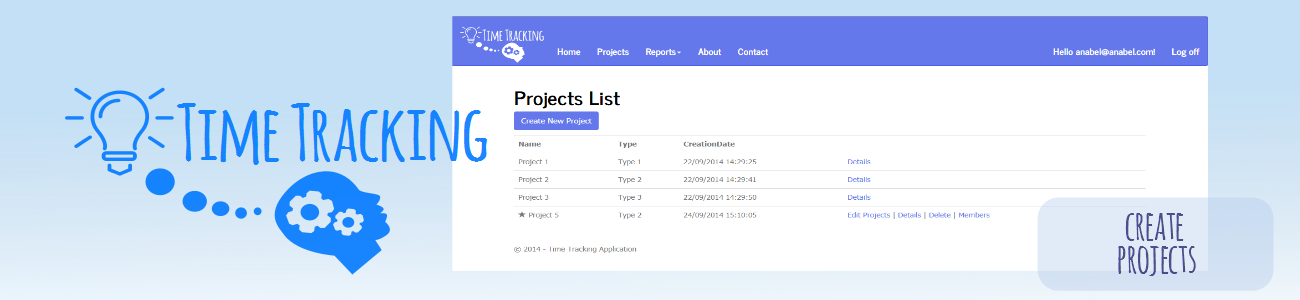 TIME TRACKING
TIME TRACKING
Home Projects Reports About Contact Hello anabel@anabel.com! Log off
Projects List
Create New Project
Name Type CreationDate
Project 1 Type 1 22/09/2014 14:29:25 Details
Project 2 Type 2 22/09/2014 14:29:41 Details
Project 3 Type 3 22/09/2014 14:29:50 Details
★ Project 5 Type 2 24/09/2014 15:10:05 Edit Projects | Details | Delete | Members
© 2014 - Time Tracking Application
CREATE
PROJECTS